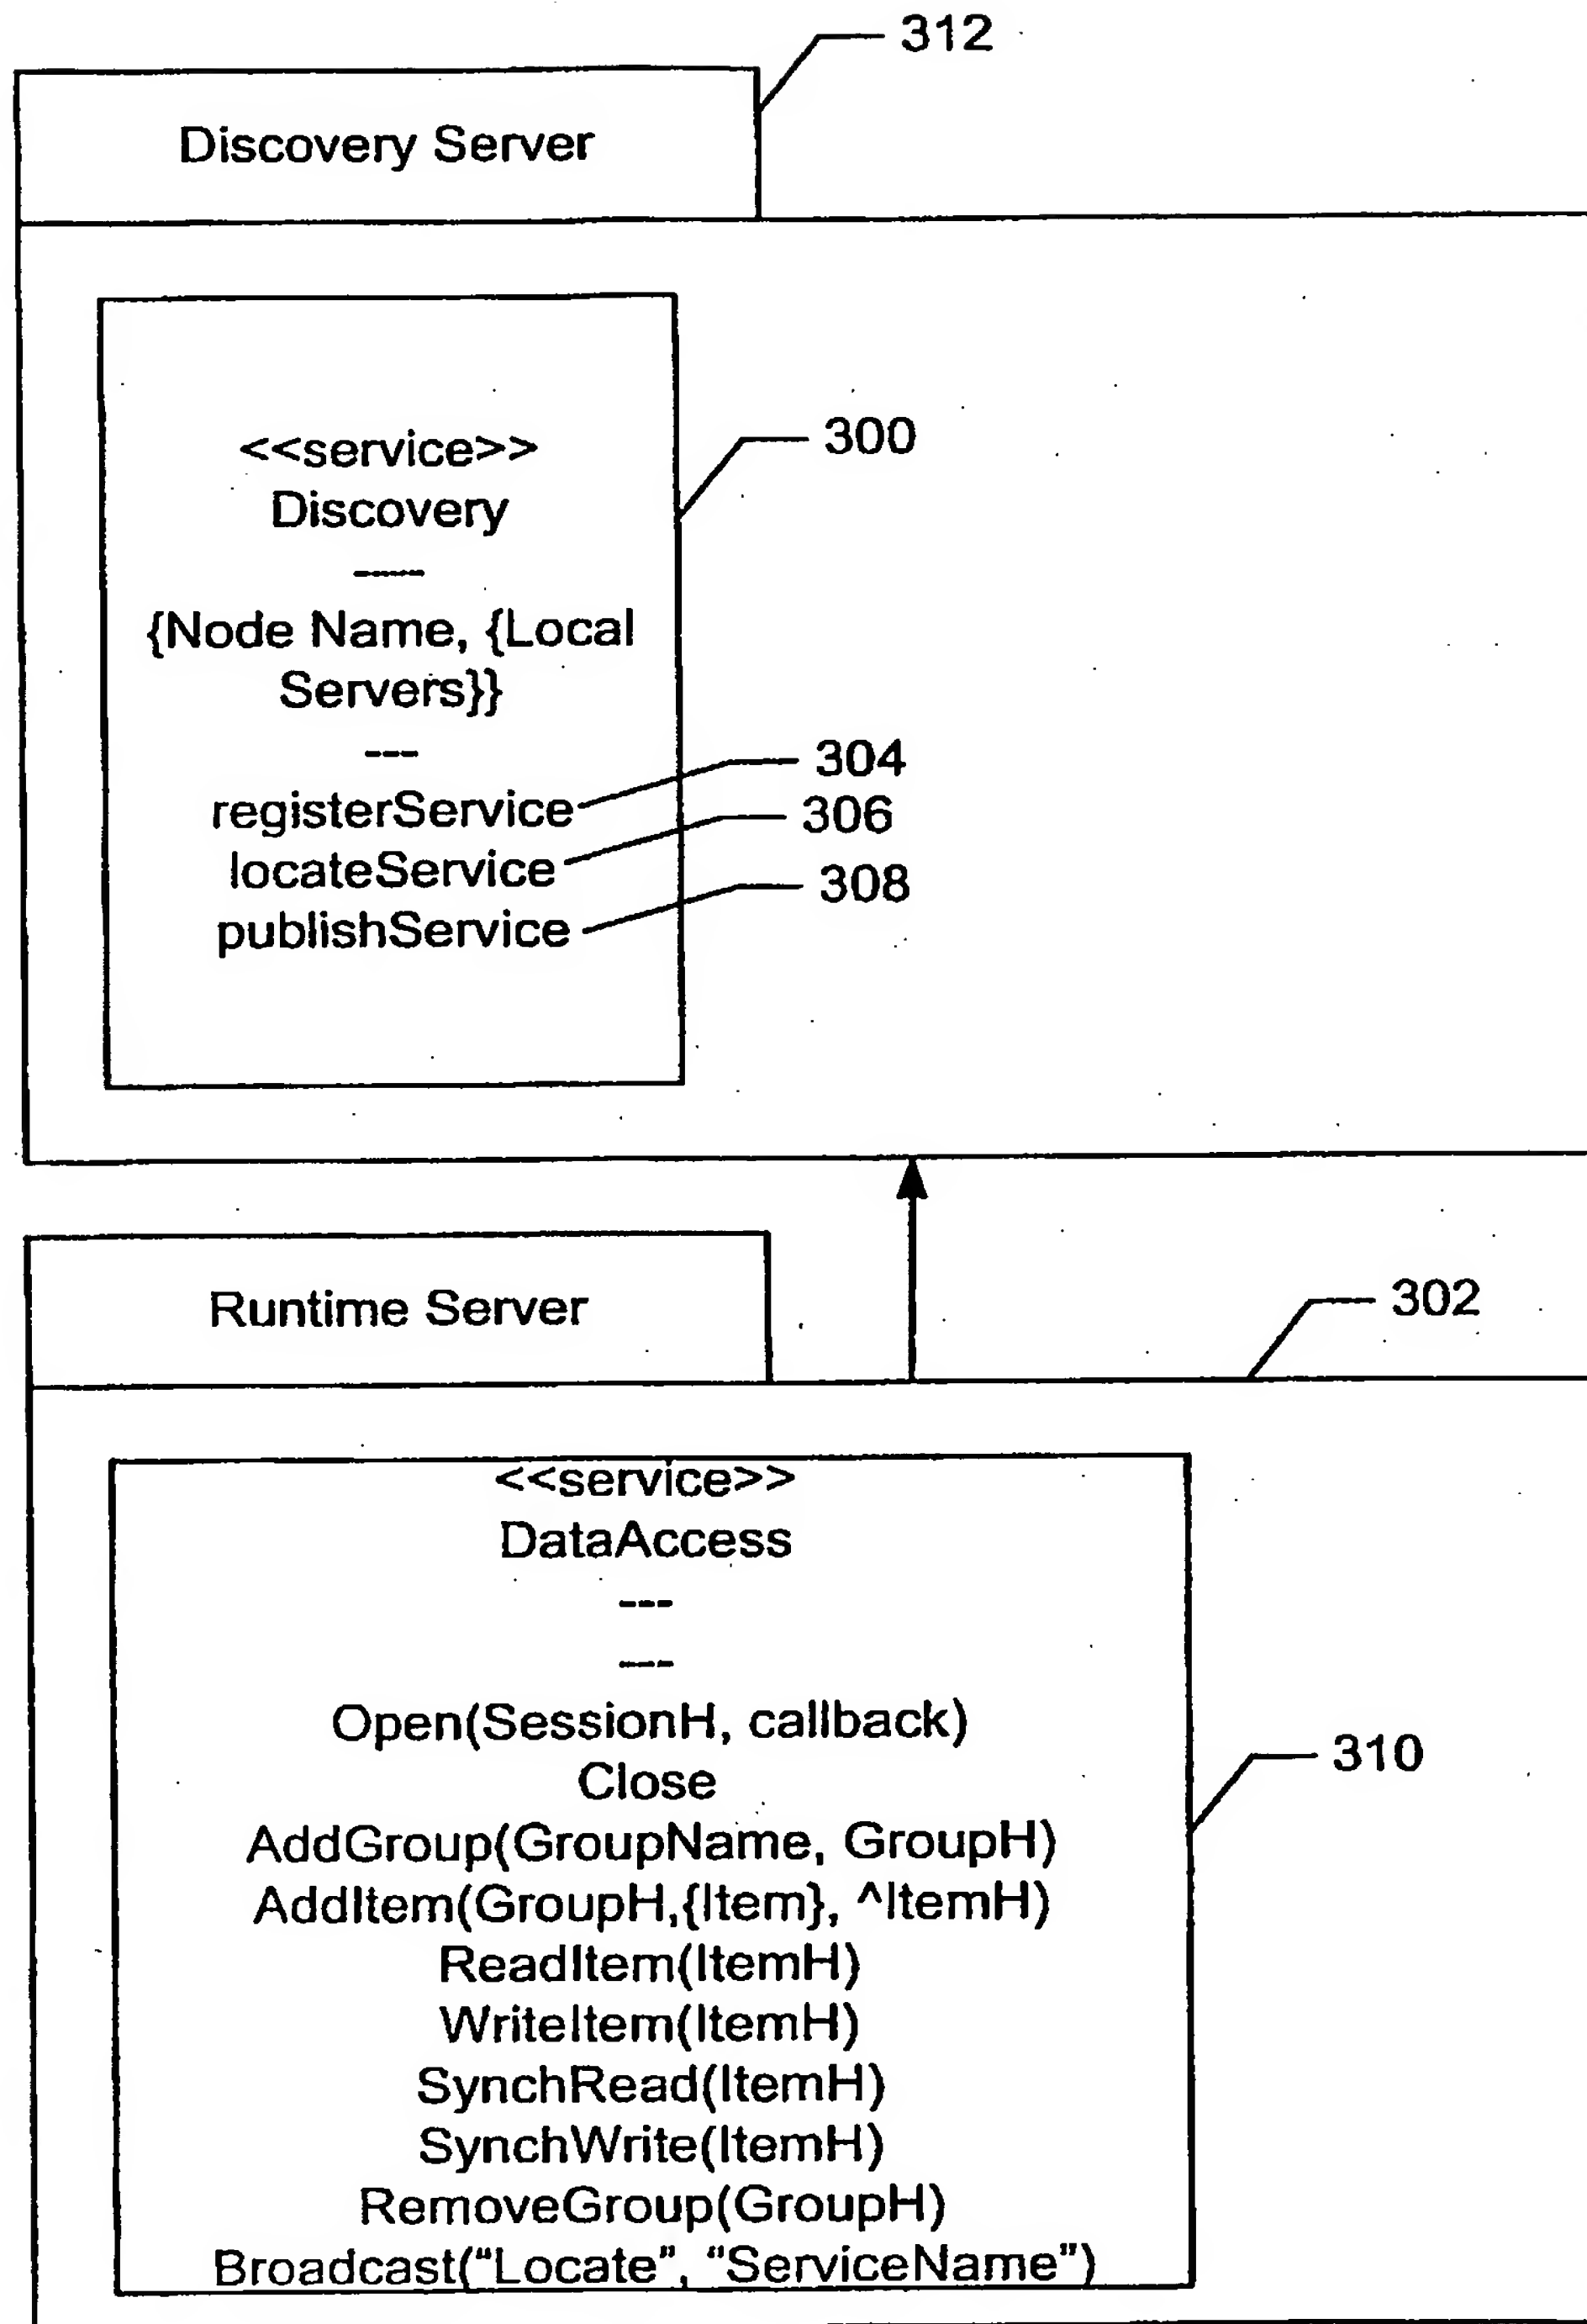 312
Discovery Server
<<service>>
300
Discovery
----
{Node Name, {Local
Servers}}
---
304
registerService
306
locateService
308
publishService
Runtime Server
302
<<service>>
DataAccess
---
---
Open(SessionH, callback)
310
Close
AddGroup(GroupName, GroupH)
AddItem(GroupH,{Item}, ^ItemH)
ReadItem(ItemH)
WriteItem(ItemH)
SynchRead(ItemH)
SynchWrite(ItemH)
RemoveGroup(GroupH)
Broadcast("Locate", "ServiceName")